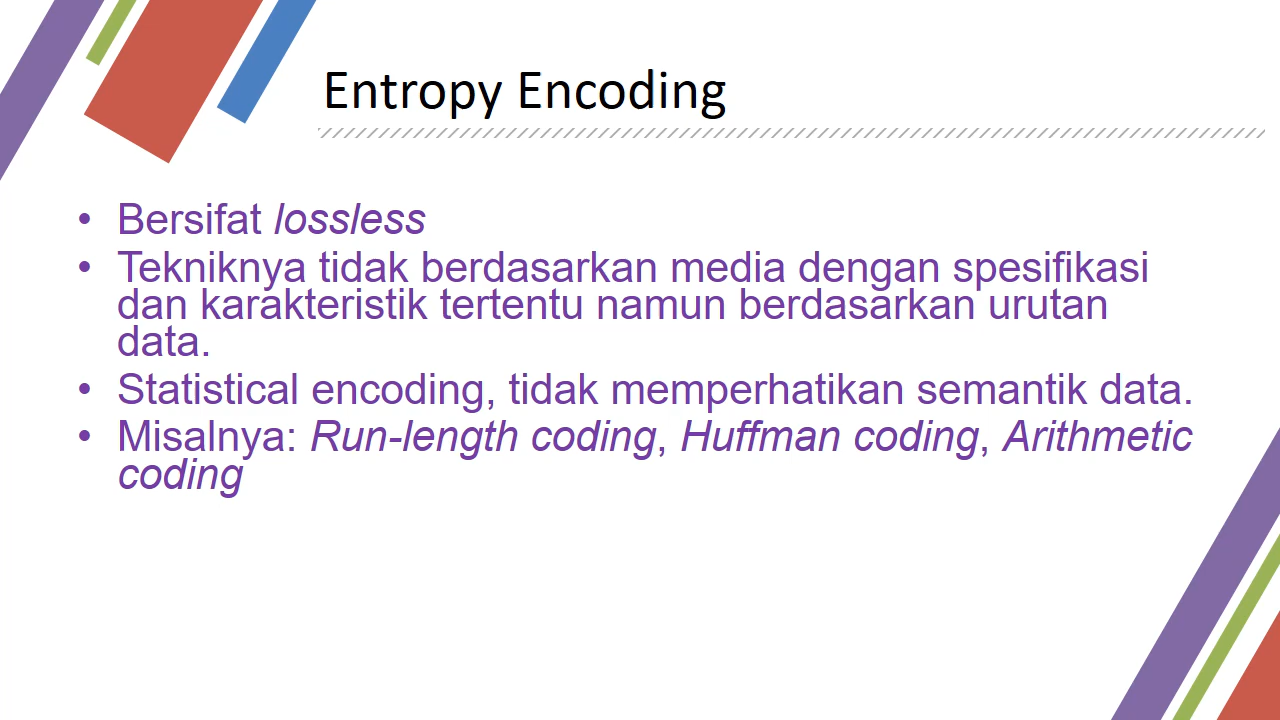 Entropy Encoding
• Bersifat lossless
• Tekniknya tidak berdasarkan media dengan spesifikasi
dan karakteristik tertentu namun berdasarkan urutan
data.
• Statistical encoding, tidak memperhatikan semantik data.
• Misalnya: Run-length coding, Huffman coding, Arithmetic
coding